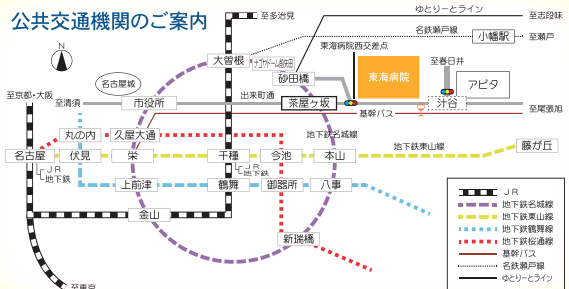 公共交通機関のご案内
至多治見
ゆとりーとライン
至志段味
名鉄瀬戸線
小幡駅
至瀬戸
東海病院西交差点
N
大曽根
ナゴヤドーム前矢田
砂田橋
東海病院
至春日井
アピタ
名古屋城
至京都・大阪
至清須
市役所
出来町通
茶屋ヶ坂
汁谷
至尾張旭
基幹バス
丸の内
久屋大通
地下鉄名城線
名古屋
伏見
栄
千種
今池
本山
地下鉄東山線
藤が丘
JR
地下鉄
JR
地下鉄
上前津
鶴舞
御器所
八事
金山
新瑞橋
至東京
JR
地下鉄名城線
地下鉄東山線
地下鉄鶴舞線
地下鉄桜通線
基幹バス
名鉄瀬戸線
ゆとりーとライン